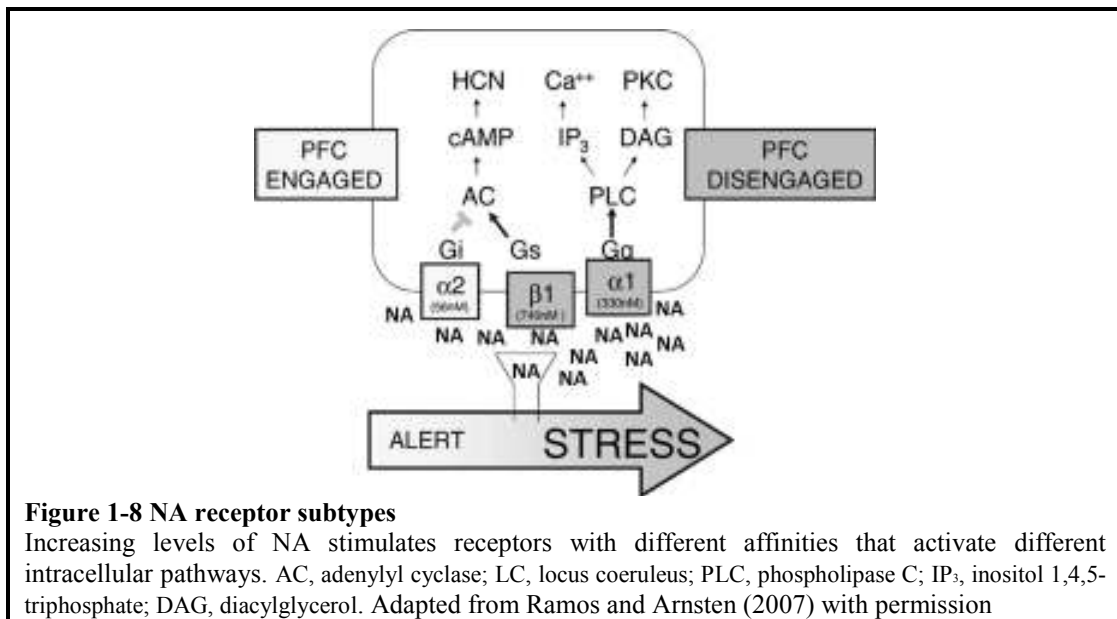 HCN Ca⁺⁺ PKC
cAMP IP₃ DAG
PFC ENGAGED
PFC DISENGAGED
AC PLC
Gi Gs Gq
α2 β1 α1
(56nM) (740nM) (330nM)
NA NA
NA NA NA NA NA NA
NA NA NA
NA
ALERT STRESS
Figure 1-8 NA receptor subtypes
Increasing levels of NA stimulates receptors with different affinities that activate different
intracellular pathways. AC, adenylyl cyclase; LC, locus coeruleus; PLC, phospholipase C; IP₃, inositol 1,4,5-
triphosphate; DAG, diacylglycerol. Adapted from Ramos and Arnsten (2007) with permission